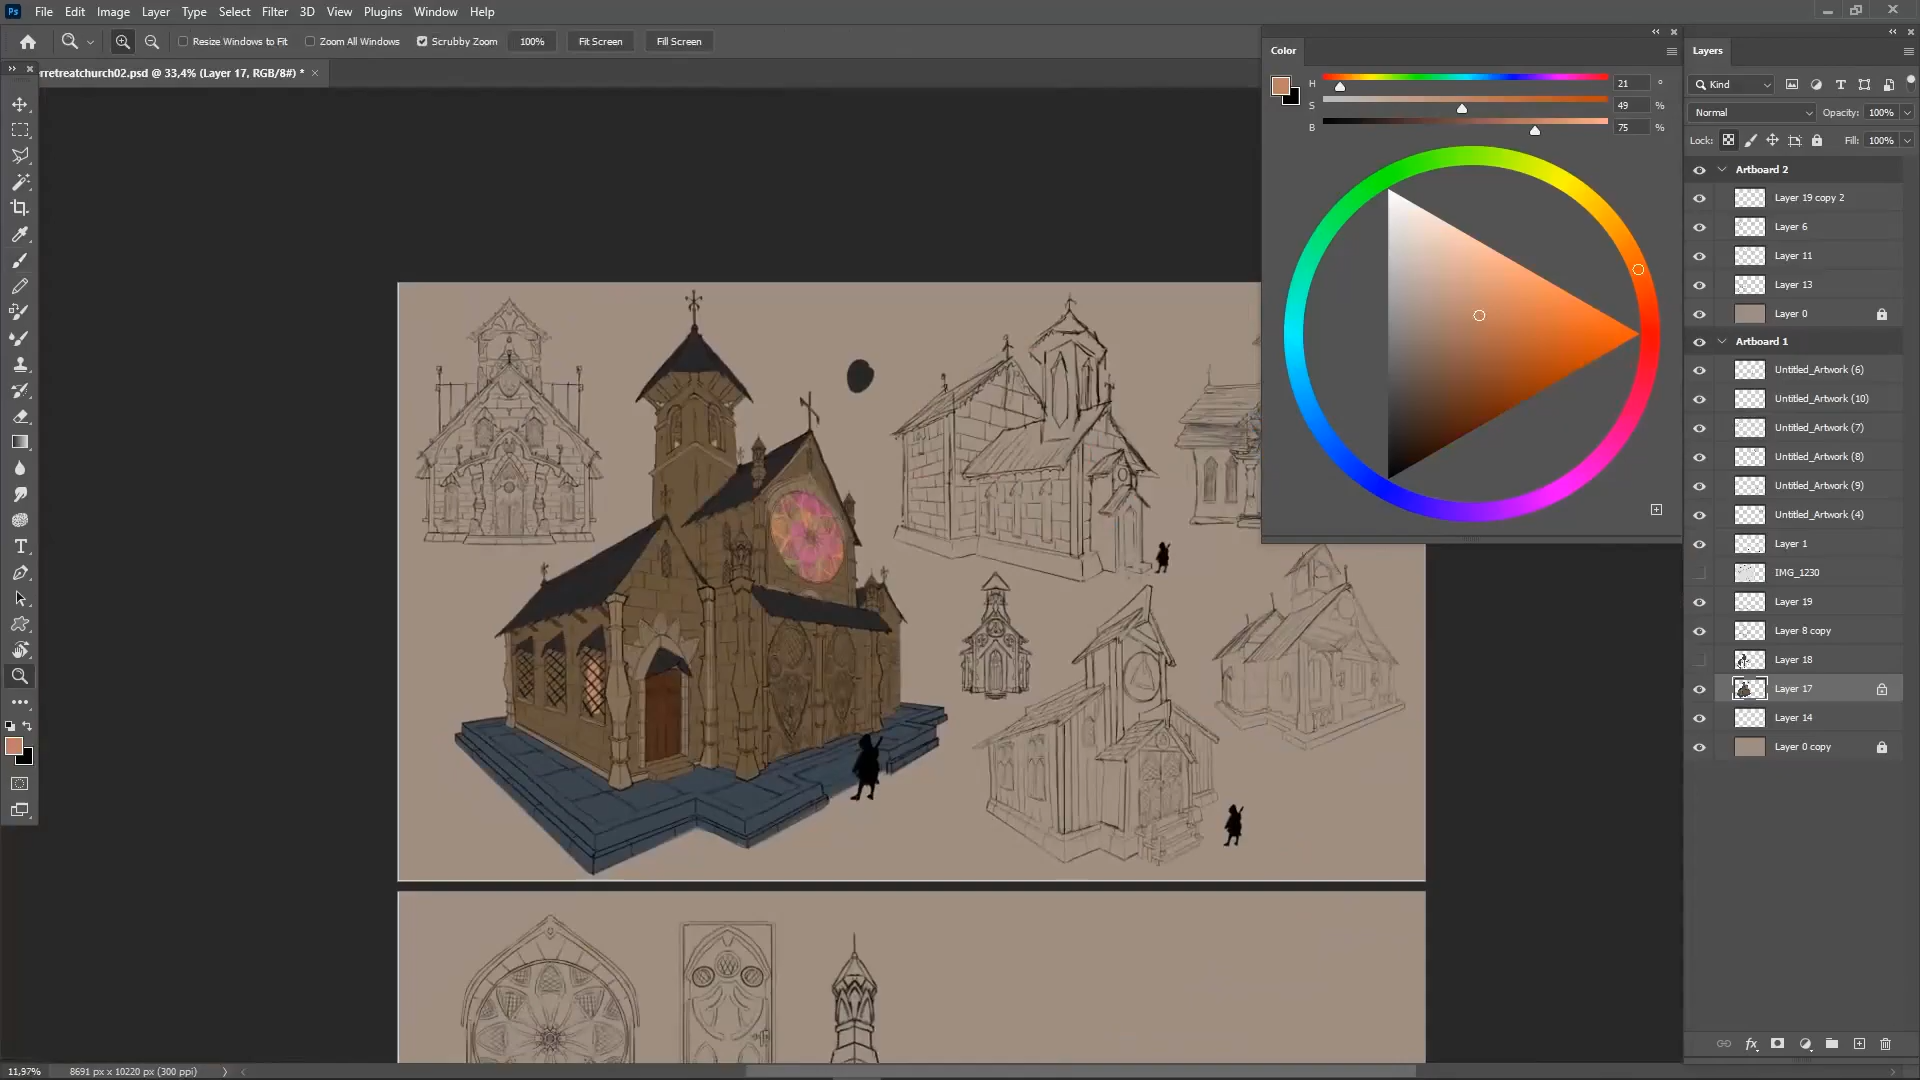 Ps File Edit Image Layer Type Select Filter 3D View Plugins Window Help
Resize Windows to Fit Zoom All Windows Scrubby Zoom 100% Fit Screen Fill Screen
rretreatchurch02.psd @ 33,4% (Layer 17, RGB/8#) * ×
Color
H 21 °
S 49 %
B 75 %
Layers
Kind
Normal Opacity: 100%
Lock: Fill: 100%
Artboard 2
Layer 19 copy 2
Layer 6
Layer 11
Layer 13
Layer 0
Artboard 1
Untitled_Artwork (6)
Untitled_Artwork (10)
Untitled_Artwork (7)
Untitled_Artwork (8)
Untitled_Artwork (9)
Untitled_Artwork (4)
Layer 1
IMG_1230
Layer 19
Layer 8 copy
Layer 18
Layer 17
Layer 14
Layer 0 copy
11,97% 8691 px x 10220 px (300 ppi)